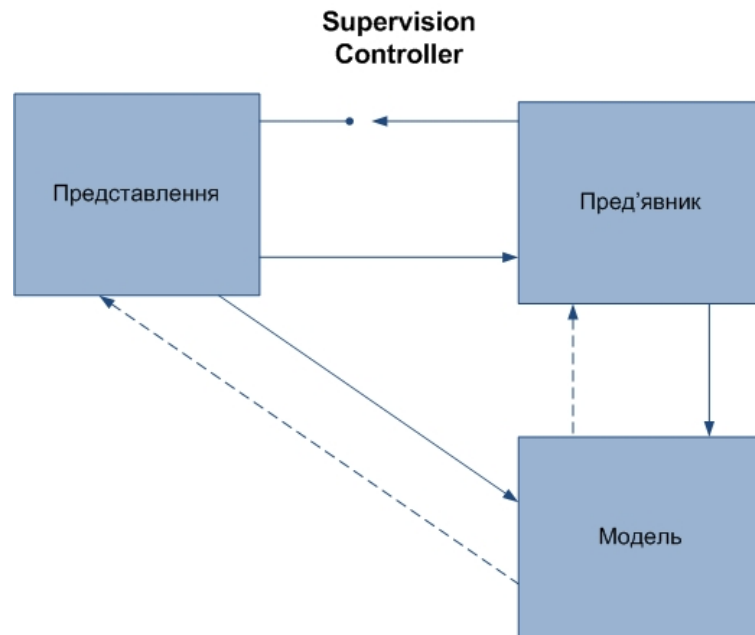 Supervision
Controller
Представлення
Пред’явник
Модель